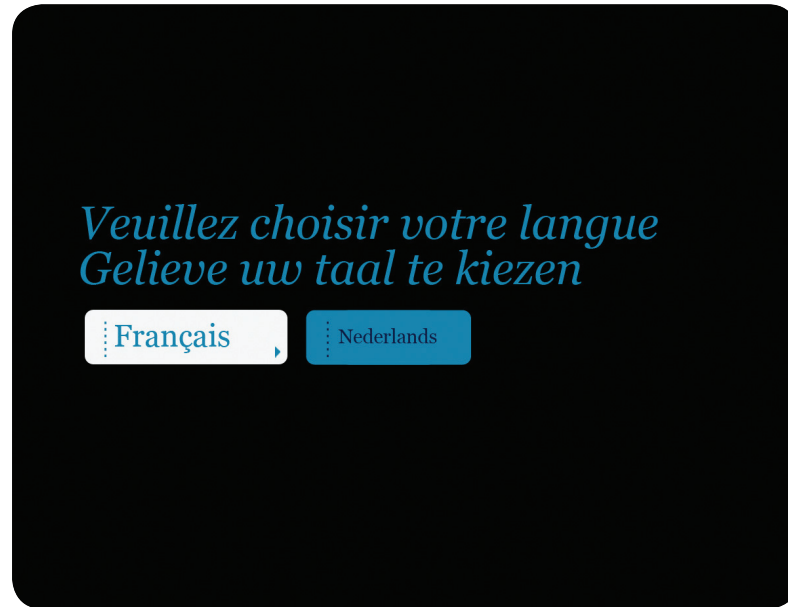 Veuillez choisir votre langue
Gelieve uw taal te kiezen
Français
Nederlands